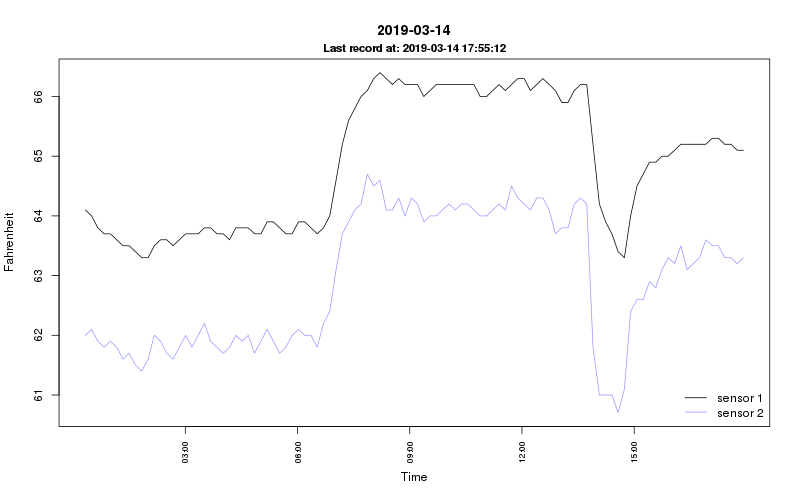 2019-03-14
Last record at: 2019-03-14 17:55:12
Fahrenheit
66
65
64
63
62
61
sensor 1
sensor 2
03:00
06:00
09:00
12:00
15:00
Time